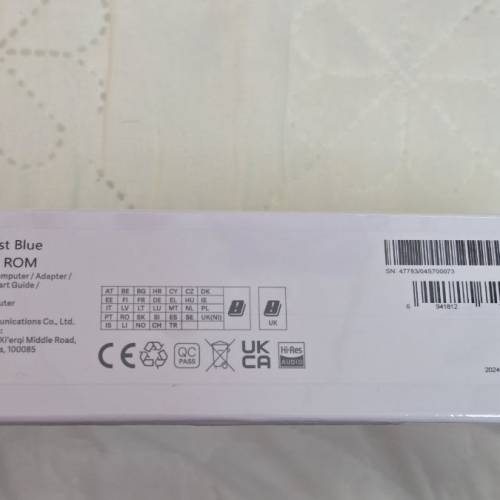 st Blue
ROM
mputer / Adapter /
art Guide /
uter
unications Co., Ltd.
Xi'erqi Middle Road,
a, 100085
AT BE BG HR CY CZ DK
EE FI FR DE EL HU IE
IT LV LT LU MT NL PL
PT RO SK SI ES SE UK(NI)
IS LI NO CH TR
UK
CE
QC PASS
UK CA
Hi-Res AUDIO
SN: 47783/04S700073
6 941812
2024